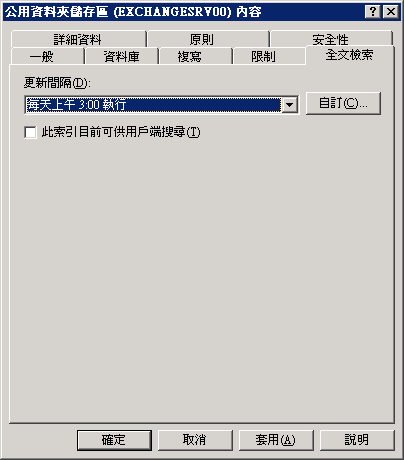 公用資料夾儲存區 (EXCHANGESRV00) 內容
詳細資料 原則 安全性
一般 資料庫 複寫 限制 全文檢索
更新間隔(D):
每天上午 3:00 執行 自訂(C)...
此索引目前可供用戶端搜尋(T)
確定 取消 套用(A) 說明